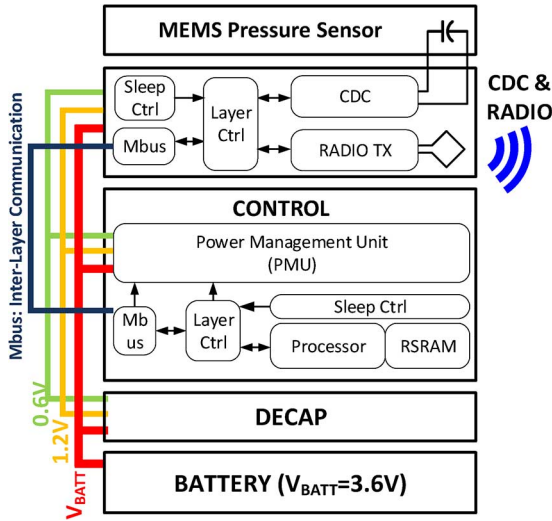 MEMS Pressure Sensor
Sleep
Ctrl
Mbus
Layer
Ctrl
CDC
RADIO TX
CDC &
RADIO
Mbus: Inter-Layer Communication
CONTROL
Power Management Unit
(PMU)
Mb
us
Layer
Ctrl
Sleep Ctrl
Processor
RSRAM
0.6V
1.2V
VBATT
DECAP
BATTERY (VBATT=3.6V)